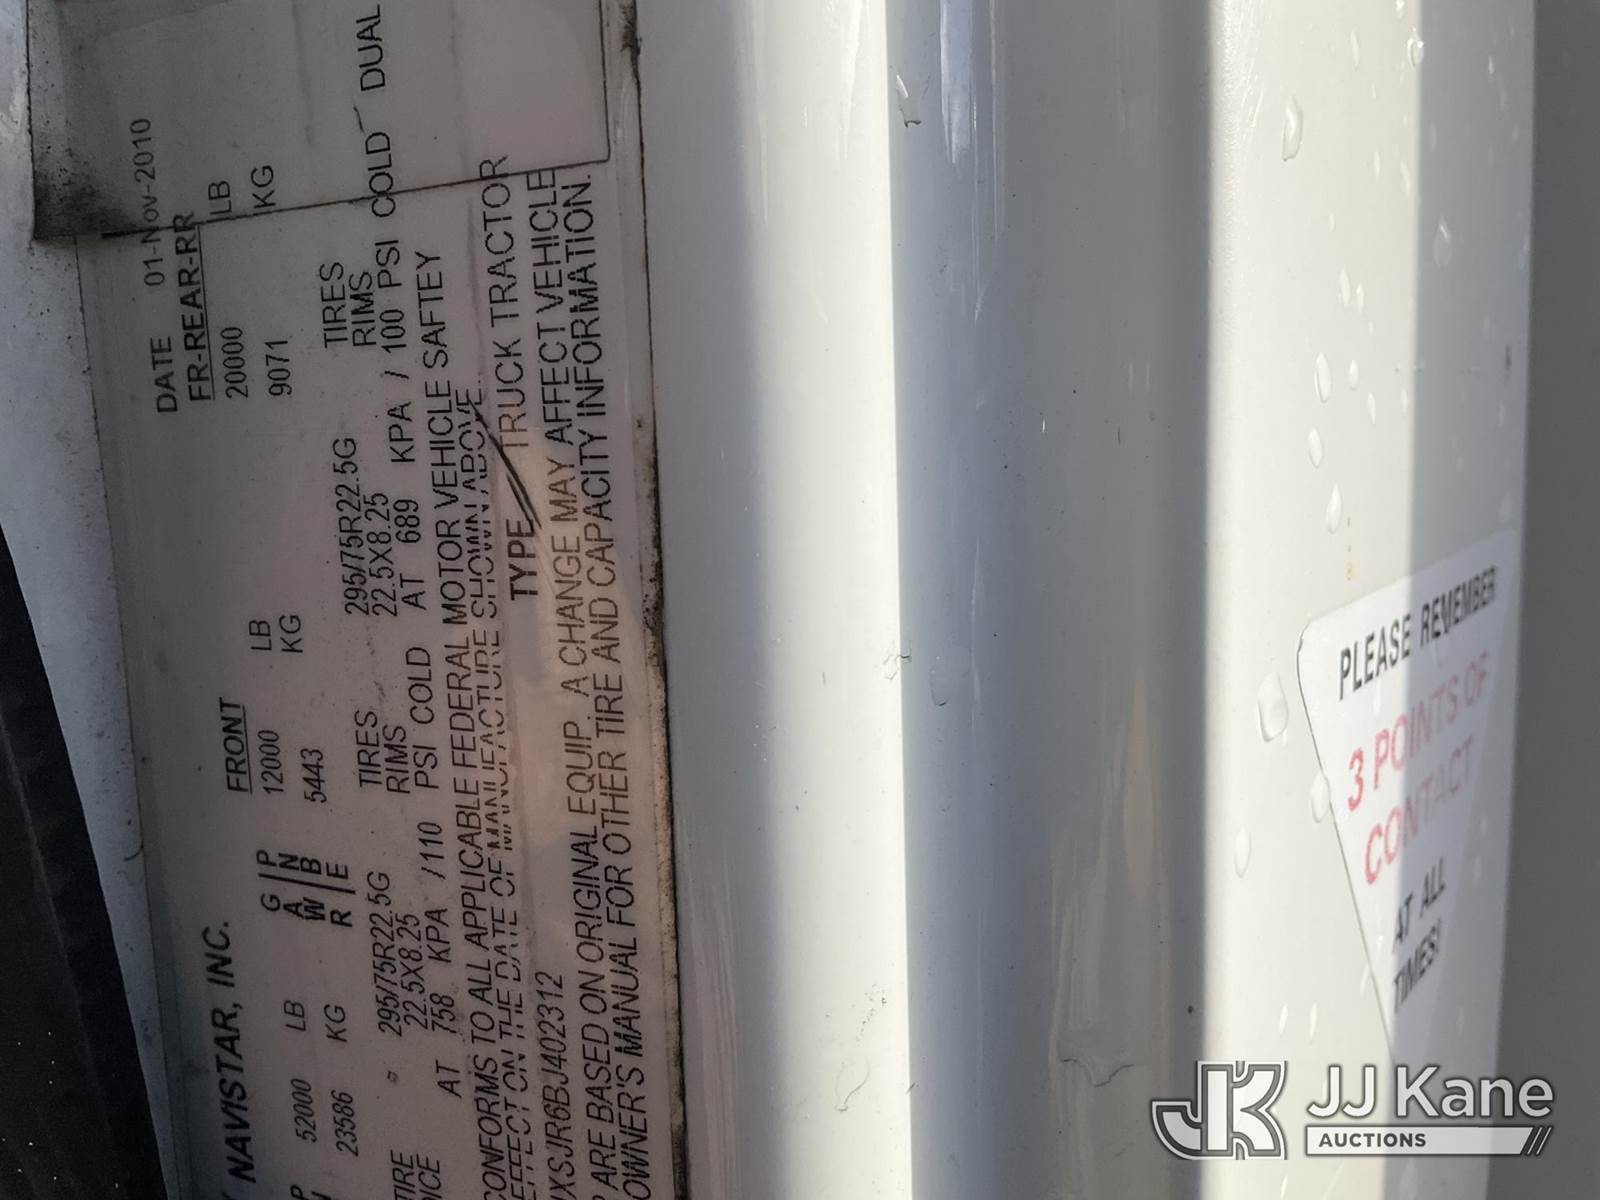 NAVISTAR, INC. DATE 01-Nov-2010
G P FRONT FR-REAR-RR
52000 LB A N 12000 LB 20000 LB
23586 KG W B 5443 KG 9071 KG
R E
295/75R22.5G TIRES 295/75R22.5G TIRES
22.5X8.25 RIMS 22.5X8.25 RIMS
AT 758 KPA /110 PSI COLD AT 689 KPA / 100 PSI COLD DUAL
CONFORMS TO ALL APPLICABLE FEDERAL MOTOR VEHICLE SAFTEY
EFFECT ON THE DATE OF MANUFACTURE SHOWN ABOVE.
XSJR6BJ402312 TYPE TRUCK TRACTOR
ARE BASED ON ORIGINAL EQUIP. A CHANGE MAY AFFECT VEHICLE
OWNER'S MANUAL FOR OTHER TIRE AND CAPACITY INFORMATION.
PLEASE REMEMBER
3 POINTS OF
CONTACT
AT ALL
TIMES!
JJ Kane
AUCTIONS